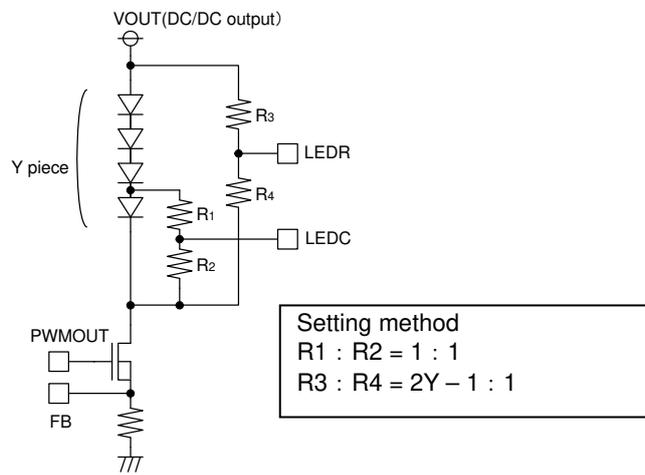 VOUT(DC/DC output)
R3
LEDR
Y piece
R4
R1
LEDC
R2
Setting method
R1 : R2 = 1 : 1
R3 : R4 = 2Y – 1 : 1
PWMOUT
FB